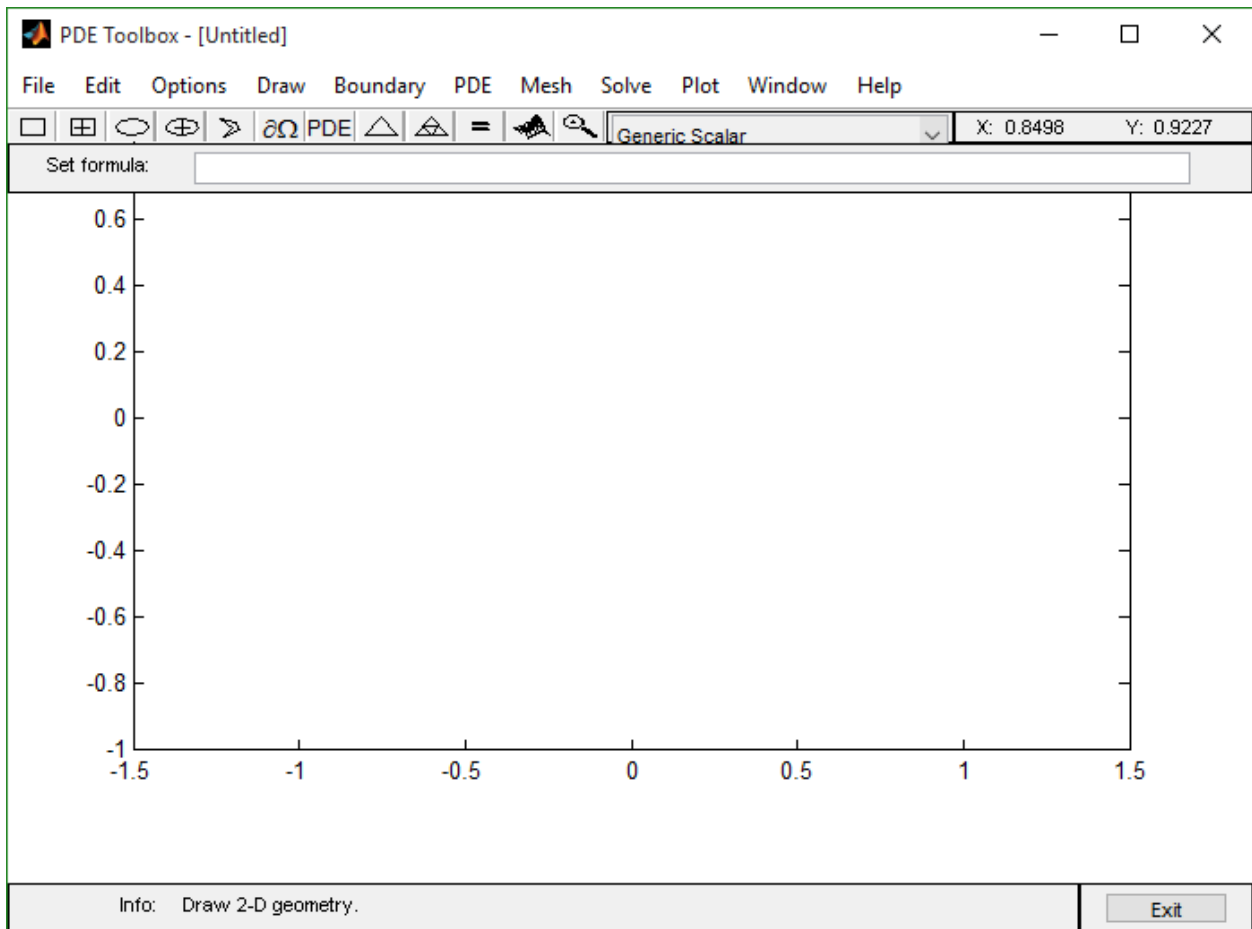 PDE Toolbox - [Untitled]
File Edit Options Draw Boundary PDE Mesh Solve Plot Window Help
∂Ω PDE = Generic Scalar X: 0.8498 Y: 0.9227
Set formula:
0.6
0.4
0.2
0
-0.2
-0.4
-0.6
-0.8
-1
-1.5 -1 -0.5 0 0.5 1 1.5
Info: Draw 2-D geometry. Exit